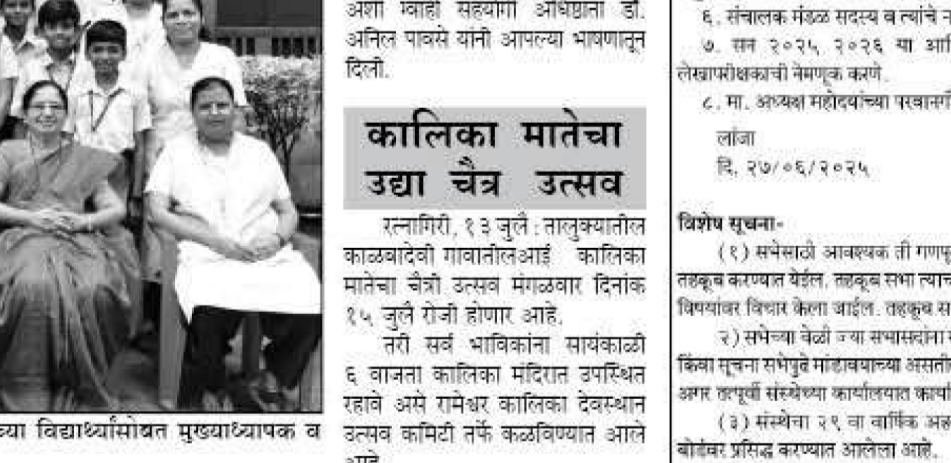 अशी ग्वाही सहयोगी अधिष्ठाता डॉ.
अनिल पावसे यांनी आपल्या भाषणातून
दिली.
कालिका मातेचा
उद्या चैत्र उत्सव
रत्नागिरी, १३ जुलै : तालुक्यातील
काळबादेवी गावातीलआई कालिका
मातेचा चैत्री उत्सव मंगळवार दिनांक
१५ जुलै रोजी होणार आहे.
तरी सर्व भाविकांना सायंकाळी
६ वाजता कालिका मंदिरात उपस्थित
रहावे असे रामेश्वर कालिका देवस्थान
उत्सव कमिटी तर्फे कळविण्यात आले
आहे.
च्या विद्यार्थ्यांसोबत मुख्याध्यापक व
६. संचालक मंडळ सदस्य व त्यांचे
७. सन २०२५ २०२६ या
लेखापरीक्षकाची नेमणूक करणे.
८. मा. अध्यक्ष महोदयांच्या
लांजा
दि. २७/०६/२०२५
विशेष सूचना-
(१) सभेसाठी आवश्यक ती
तहकूब करण्यात येईल. तहकूब सभा
विषयांवर विचार केला जाईल. तहकूब
२) सभेच्या वेळी ज्या सभासदांना
किंवा सूचना सभेपुढे मांडावयाच्या
अगर तत्पूर्वी संस्थेच्या कार्यालयात
(३) संस्थेचा २९ वा वार्षिक
बोर्डवर प्रसिद्ध करण्यात आलेला आहे.